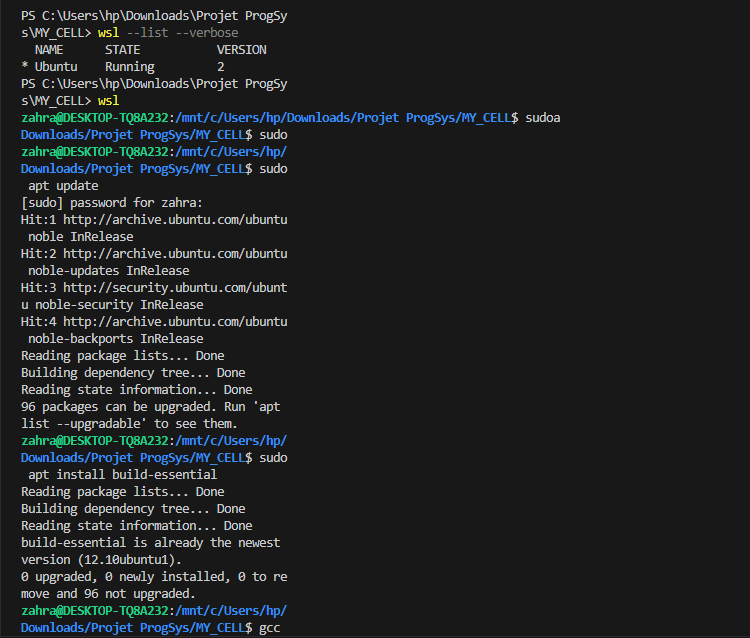 PS C:\Users\hp\Downloads\Projet ProgSy
s\MY_CELL> wsl --list --verbose
  NAME      STATE           VERSION
* Ubuntu    Running         2
PS C:\Users\hp\Downloads\Projet ProgSy
s\MY_CELL> wsl
zahra@DESKTOP-TQ8A232:/mnt/c/Users/hp/Downloads/Projet ProgSys/MY_CELL$ sudoa
Downloads/Projet ProgSys/MY_CELL$ sudo
zahra@DESKTOP-TQ8A232:/mnt/c/Users/hp/
Downloads/Projet ProgSys/MY_CELL$ sudo
 apt update
[sudo] password for zahra:
Hit:1 http://archive.ubuntu.com/ubuntu
 noble InRelease
Hit:2 http://archive.ubuntu.com/ubuntu
 noble-updates InRelease
Hit:3 http://security.ubuntu.com/ubunt
u noble-security InRelease
Hit:4 http://archive.ubuntu.com/ubuntu
 noble-backports InRelease
Reading package lists... Done
Building dependency tree... Done
Reading state information... Done
96 packages can be upgraded. Run 'apt
list --upgradable' to see them.
zahra@DESKTOP-TQ8A232:/mnt/c/Users/hp/
Downloads/Projet ProgSys/MY_CELL$ sudo
 apt install build-essential
Reading package lists... Done
Building dependency tree... Done
Reading state information... Done
build-essential is already the newest
version (12.10ubuntu1).
0 upgraded, 0 newly installed, 0 to re
move and 96 not upgraded.
zahra@DESKTOP-TQ8A232:/mnt/c/Users/hp/
Downloads/Projet ProgSys/MY_CELL$ gcc